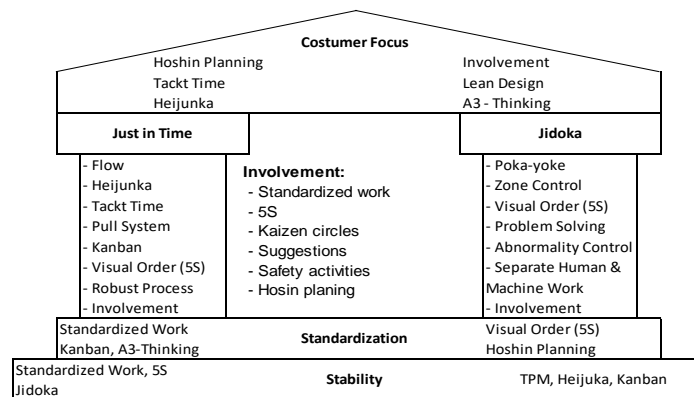 Costumer Focus
Hoshin Planning
Tackt Time
Heijunka
Involvement
Lean Design
A3 - Thinking
Just in Time
Jidoka
- Flow
- Heijunka
- Tackt Time
- Pull System
- Kanban
- Visual Order (5S)
- Robust Process
- Involvement
Involvement:
- Standardized work
- 5S
- Kaizen circles
- Suggestions
- Safety activities
- Hosin planing
- Poka-yoke
- Zone Control
- Visual Order (5S)
- Problem Solving
- Abnormality Control
- Separate Human &
Machine Work
- Involvement
Standardized Work
Kanban, A3-Thinking
Standardization
Visual Order (5S)
Hoshin Planning
Standardized Work, 5S
Jidoka
Stability
TPM, Heijuka, Kanban